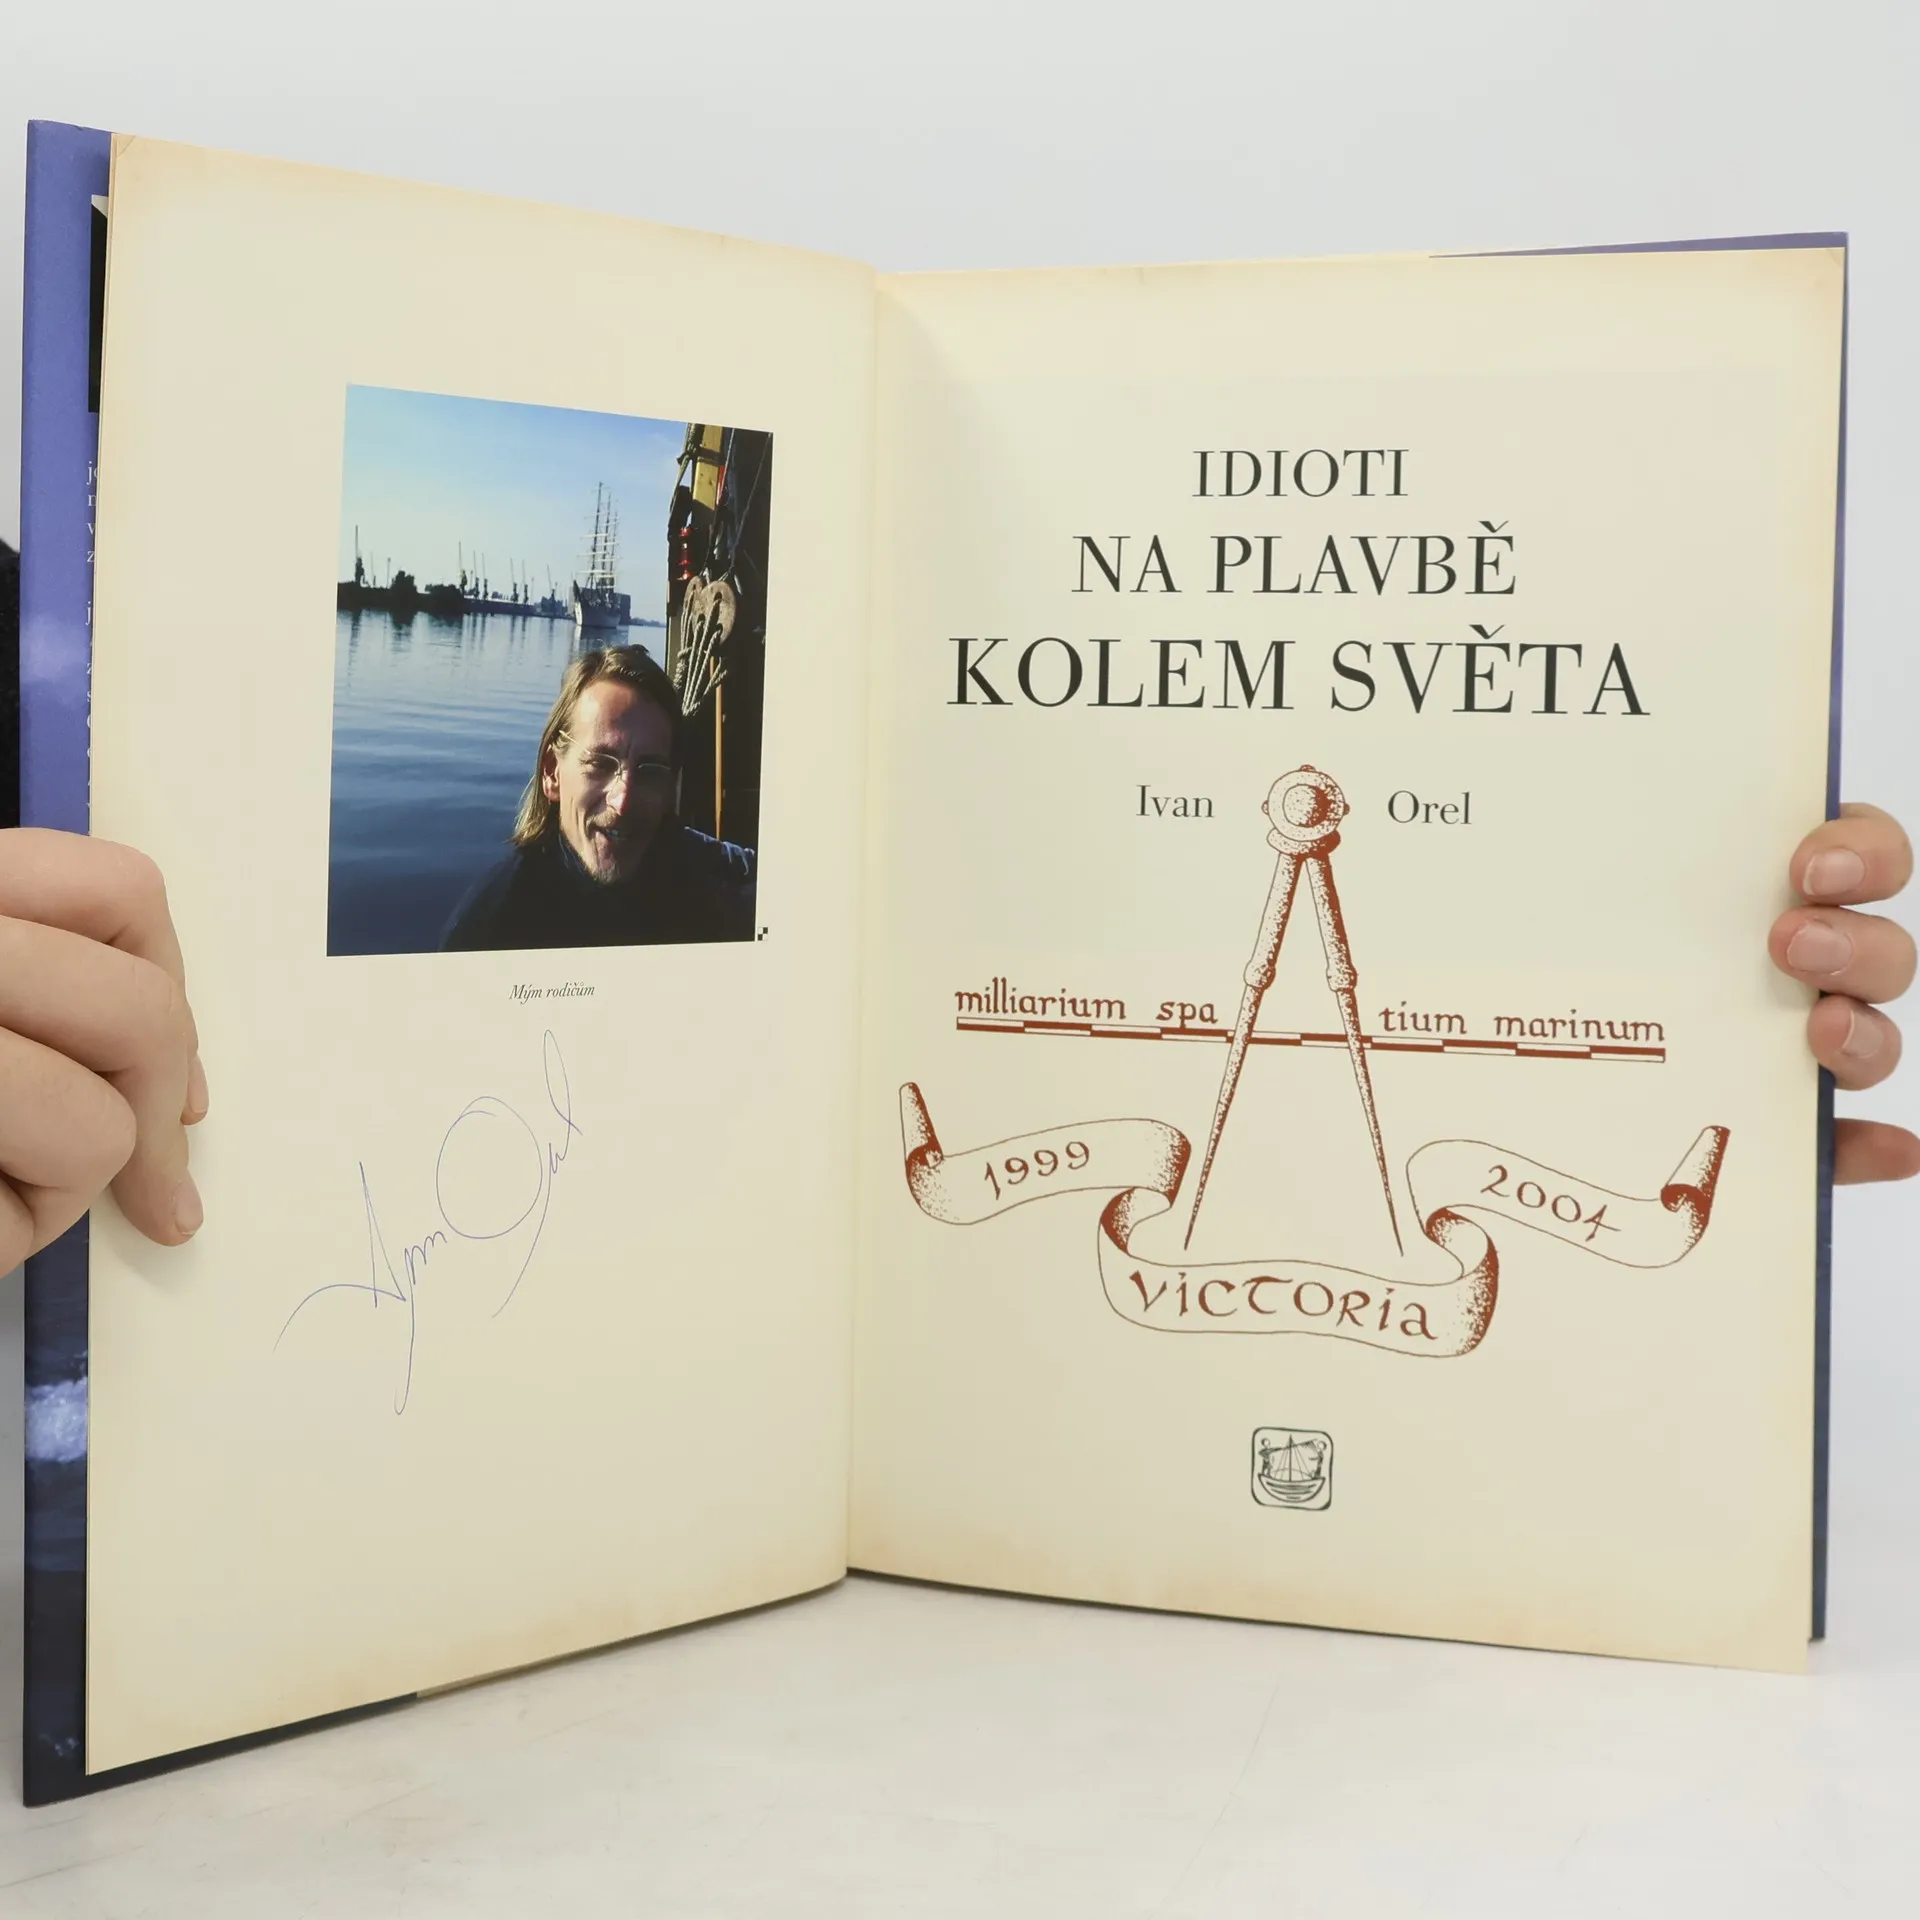 Mým rodičům
IDIOTI
NA PLAVBĚ
KOLEM SVĚTA
Ivan Orel
milliarium spa tium marinum
1999 2004
VICTORIA